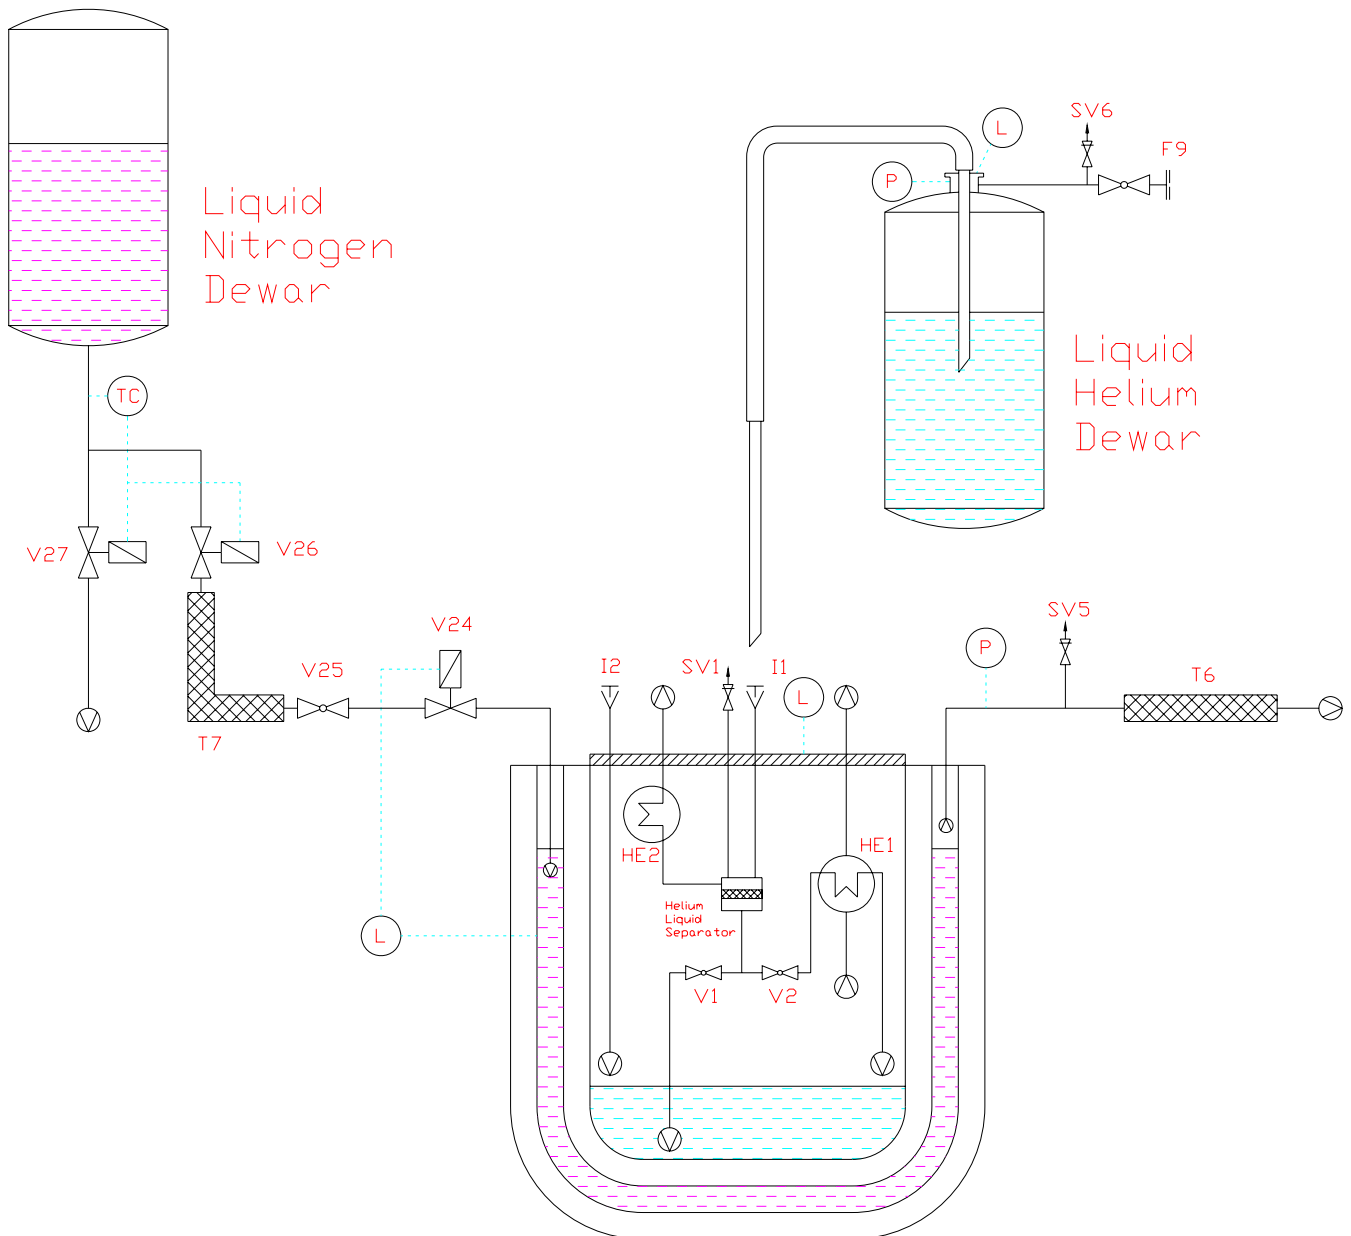 SV6
L
F9
P
Liquid
Nitrogen
Dewar
Liquid
Helium
Dewar
TC
V27
V26
SV5
V24
P
I2
SV1
I1
V25
L
T6
T7
HE2
HE1
Helium
Liquid
Separator
L
V1
V2